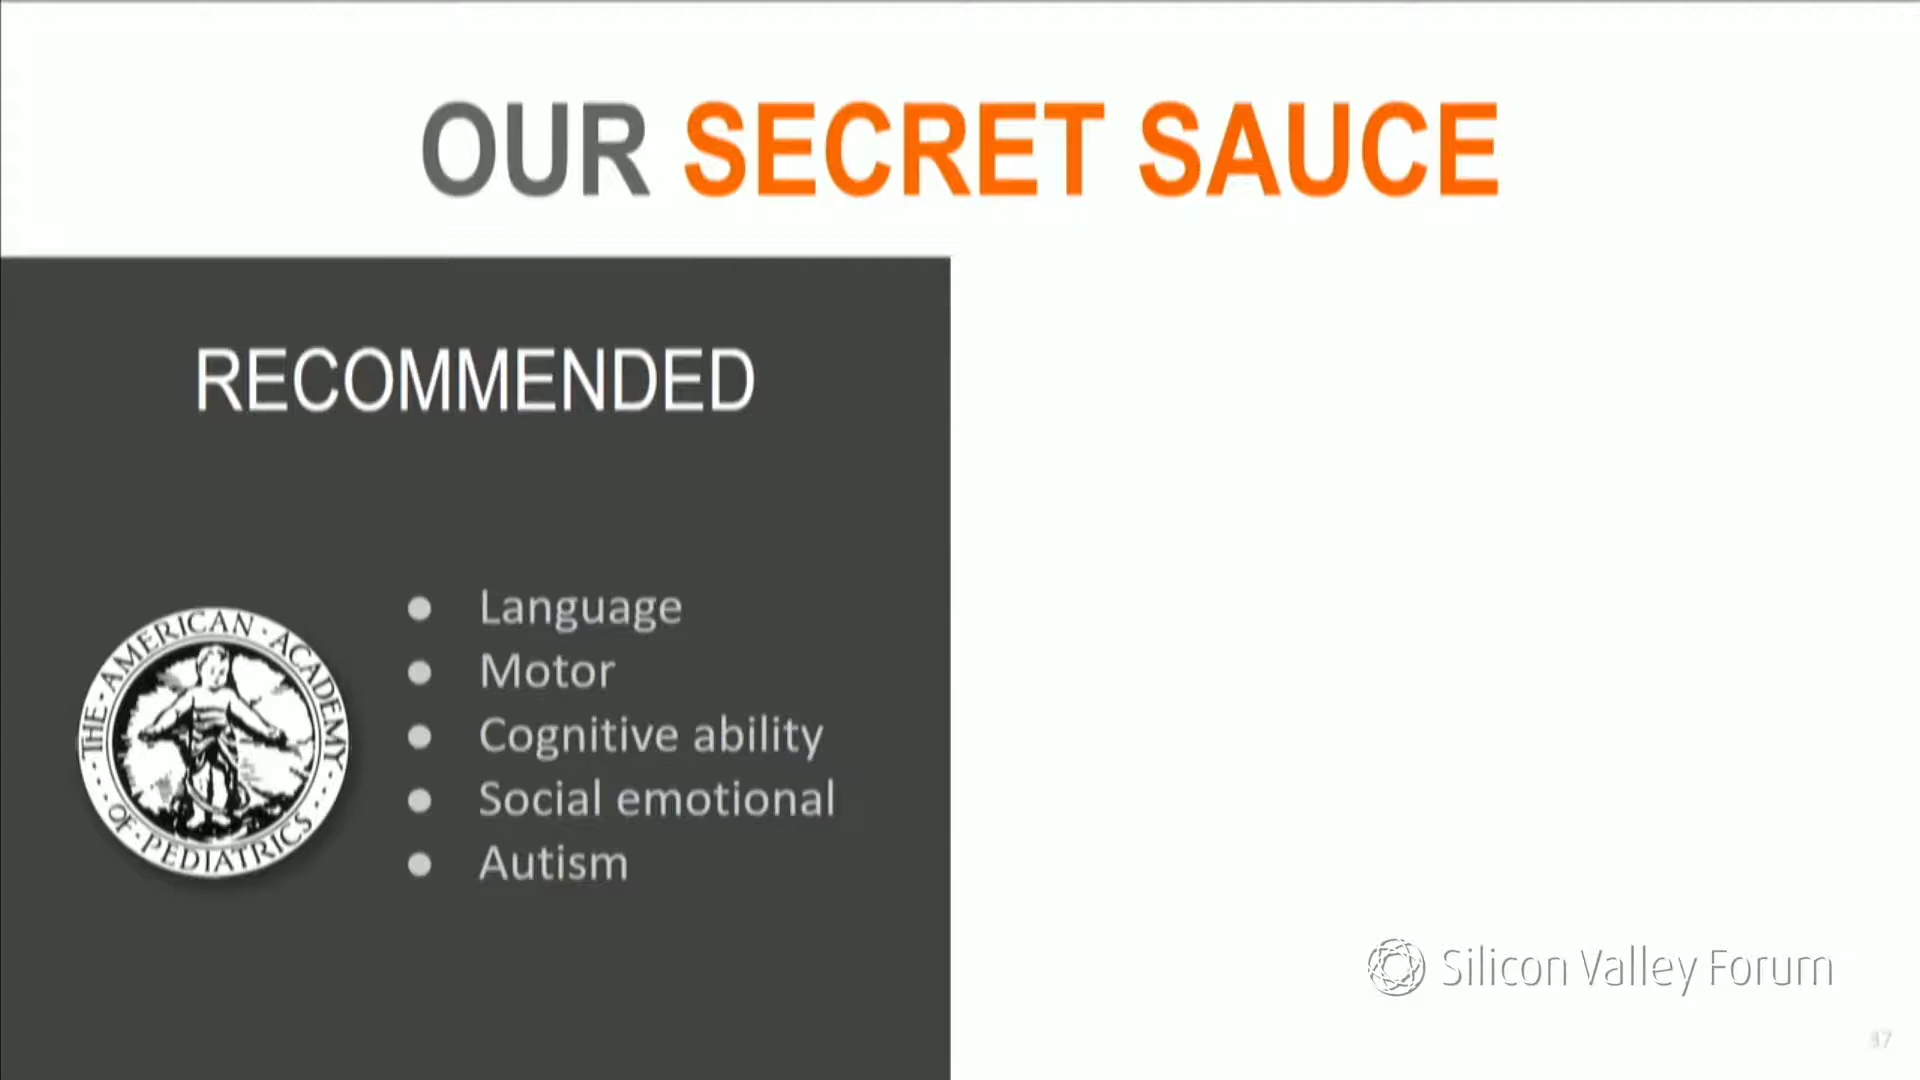 OUR SECRET SAUCE
RECOMMENDED
THE · AMERICAN · ACADEMY · OF · PEDIATRICS
● Language
● Motor
● Cognitive ability
● Social emotional
● Autism
Silicon Valley Forum